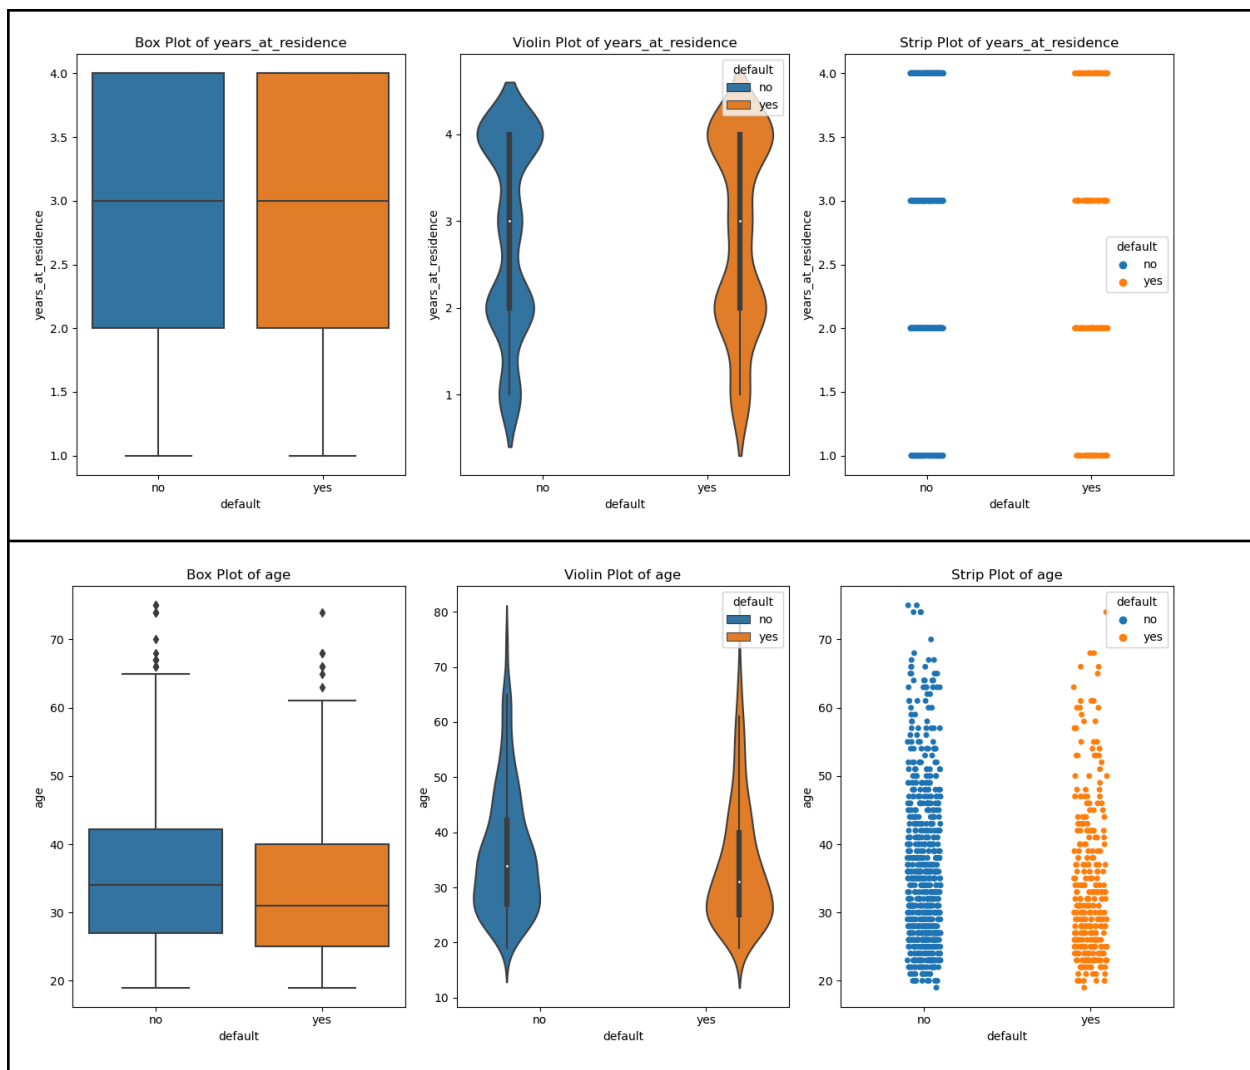 Box Plot of years_at_residence
years_at_residence
4.0
3.5
3.0
2.5
2.0
1.5
1.0
no
yes
default
Violin Plot of years_at_residence
years_at_residence
4
3
2
1
default
no
yes
no
yes
default
Strip Plot of years_at_residence
years_at_residence
4.0
3.5
3.0
2.5
2.0
1.5
1.0
default
no
yes
no
yes
default
Box Plot of age
age
70
60
50
40
30
20
no
yes
default
Violin Plot of age
age
80
70
60
50
40
30
20
10
default
no
yes
no
yes
default
Strip Plot of age
age
70
60
50
40
30
20
default
no
yes
no
yes
default